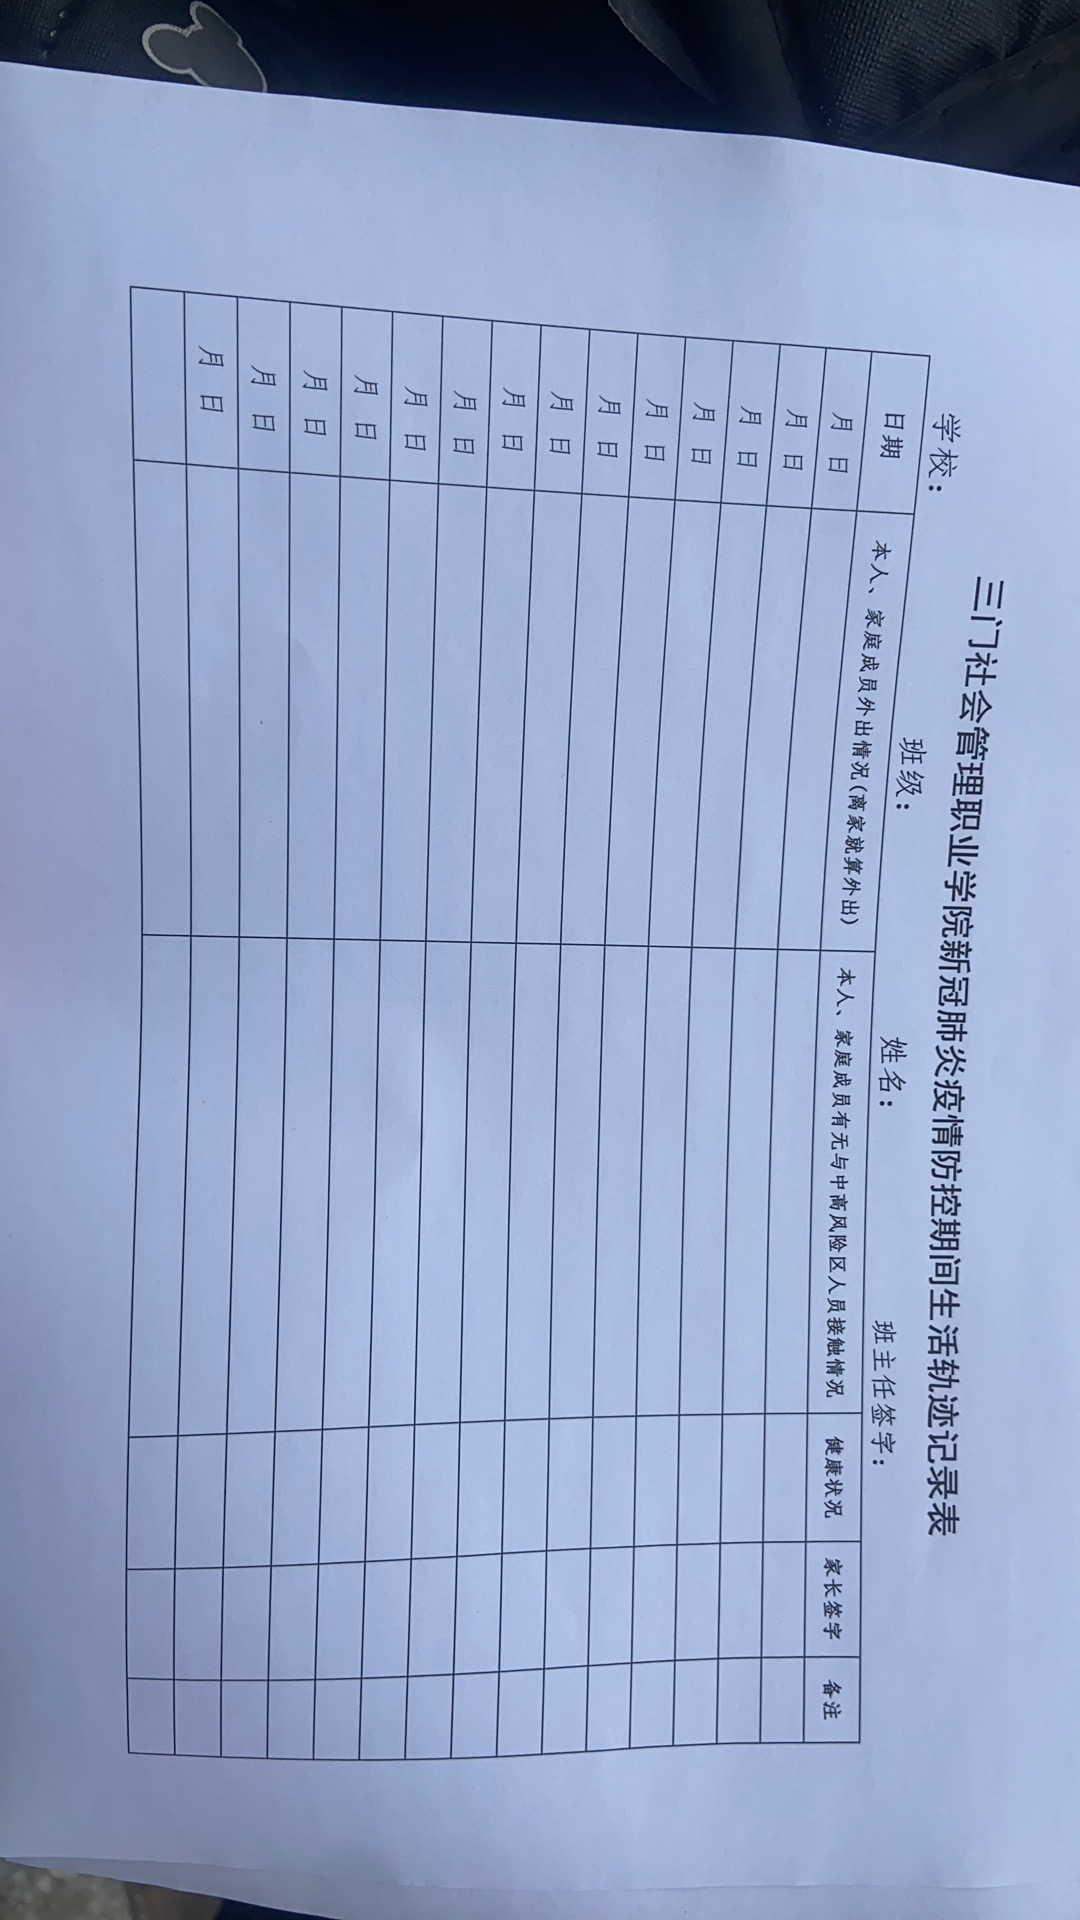 三门社会管理职业学院新冠肺炎疫情防控期间生活轨迹记录表
学校： 班级： 姓名： 班主任签字：
日期 本人、家庭成员外出情况(离家就算外出) 本人、家庭成员有无与中高风险区人员接触情况 健康状况 家长签字 备注
月 日
月 日
月 日
月 日
月 日
月 日
月 日
月 日
月 日
月 日
月 日
月 日
月 日
月 日